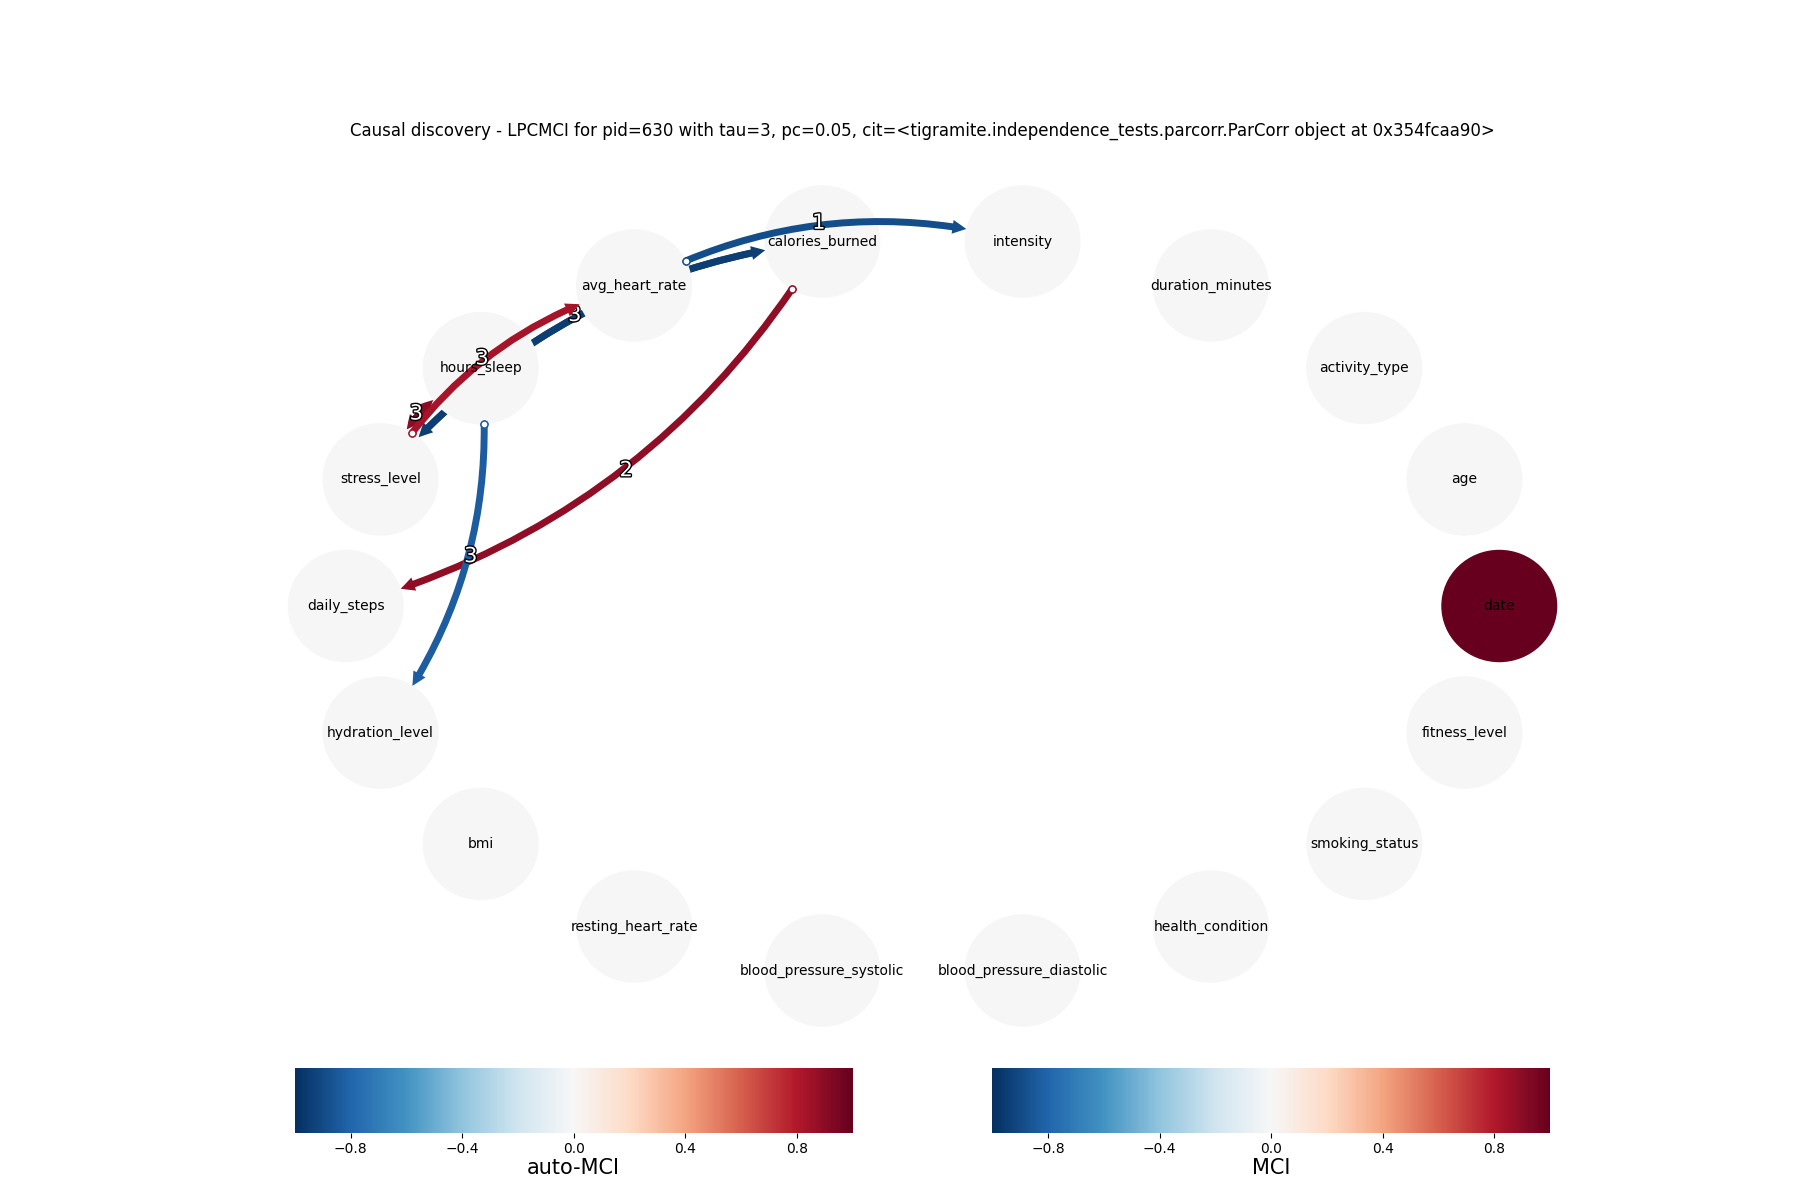 Causal discovery - LPCMCI for pid=630 with tau=3, pc=0.05, cit=<tigramite.independence_tests.parcorr.ParCorr object at 0x354fcaa90>
1
calories_burned
intensity
avg_heart_rate
duration_minutes
3
3
hours_sleep
activity_type
3
stress_level
age
2
3
daily_steps
date
hydration_level
fitness_level
bmi
smoking_status
resting_heart_rate
health_condition
blood_pressure_systolic
blood_pressure_diastolic
−0.8 −0.4 0.0 0.4 0.8
auto-MCI
−0.8 −0.4 0.0 0.4 0.8
MCI